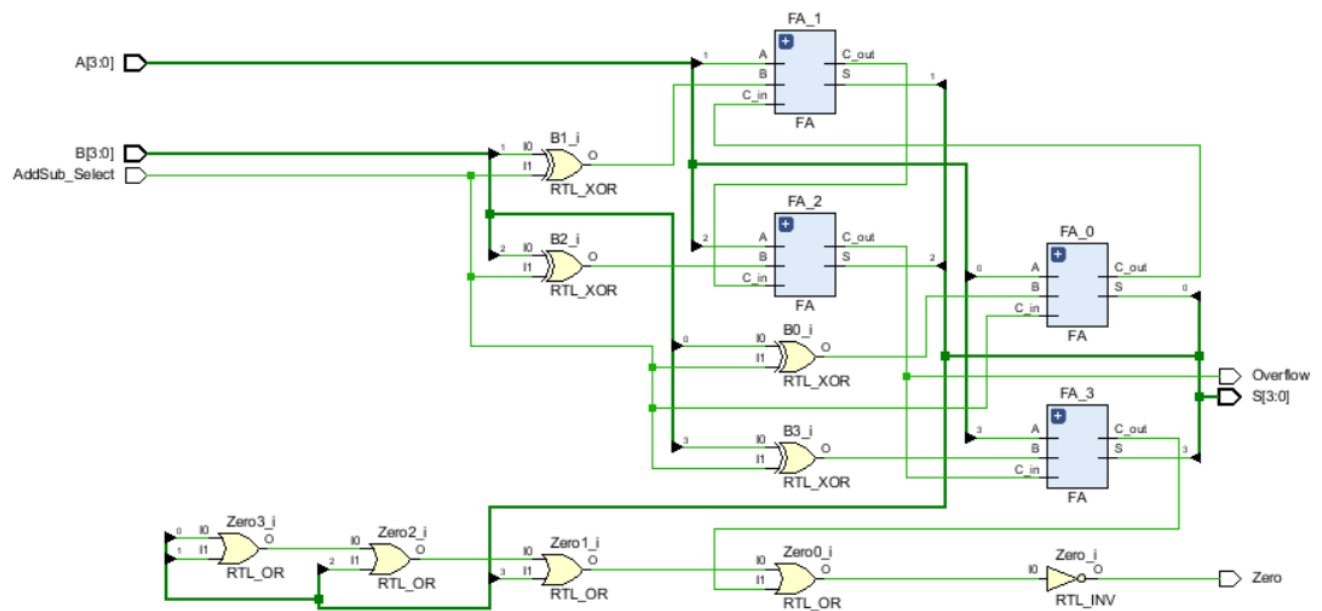 FA_1
A[3:0]
1
A
B
C_in
C_out
S
1
FA
B[3:0]
AddSub_Select
1
B1_i
I0
I1
O
RTL_XOR
FA_2
2
A
B
C_in
C_out
S
2
FA
2
B2_i
I0
I1
O
RTL_XOR
FA_0
0
A
B
C_in
C_out
S
0
FA
0
B0_i
I0
I1
O
RTL_XOR
Overflow
S[3:0]
FA_3
3
A
B
C_in
C_out
S
3
FA
3
B3_i
I0
I1
O
RTL_XOR
0
1
Zero3_i
I0
I1
O
RTL_OR
2
Zero2_i
I0
I1
O
RTL_OR
3
Zero1_i
I0
I1
O
RTL_OR
Zero0_i
I0
I1
O
RTL_OR
Zero_i
I0
O
RTL_INV
Zero